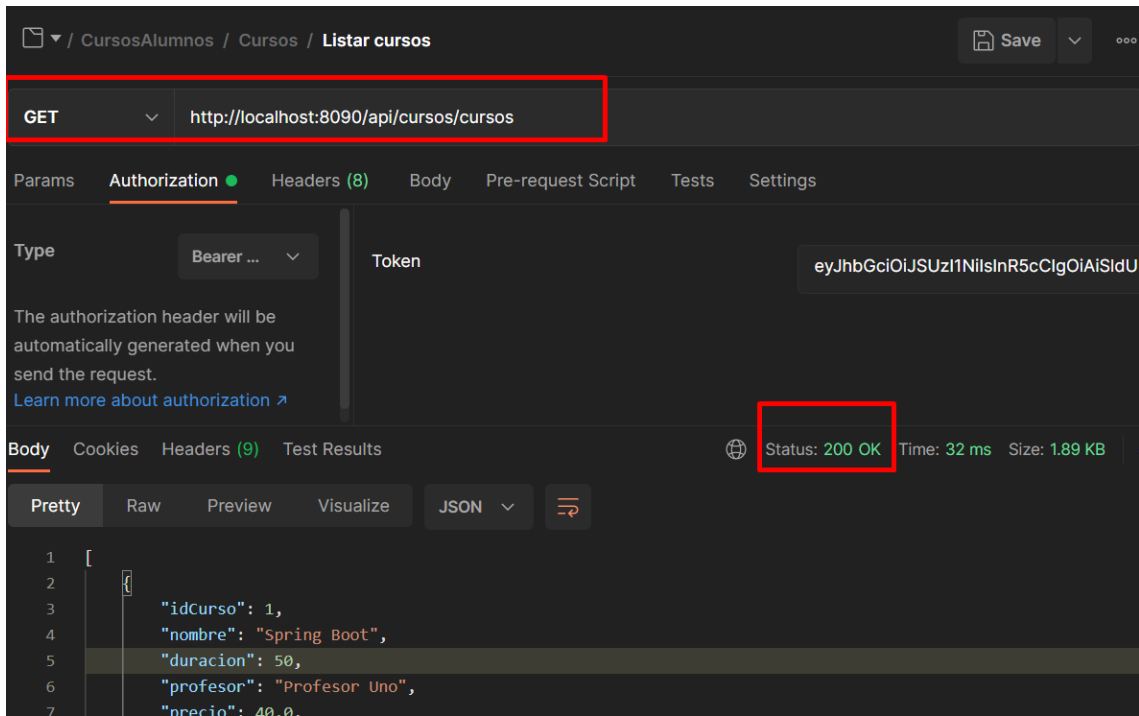 / CursosAlumnos / Cursos / Listar cursos
Save
GET
http://localhost:8090/api/cursos/cursos
Params Authorization Headers (8) Body Pre-request Script Tests Settings
Type
Bearer ...
Token
eyJhbGciOiJSUzI1NiIsInR5cCIgOiAiSldU
The authorization header will be
automatically generated when you
send the request.
Learn more about authorization ↗
Body Cookies Headers (9) Test Results
Status: 200 OK Time: 32 ms Size: 1.89 KB
Pretty Raw Preview Visualize JSON
1 [
2 {
3 "idCurso": 1,
4 "nombre": "Spring Boot",
5 "duracion": 50,
6 "profesor": "Profesor Uno",
7 "precio": 40.0,